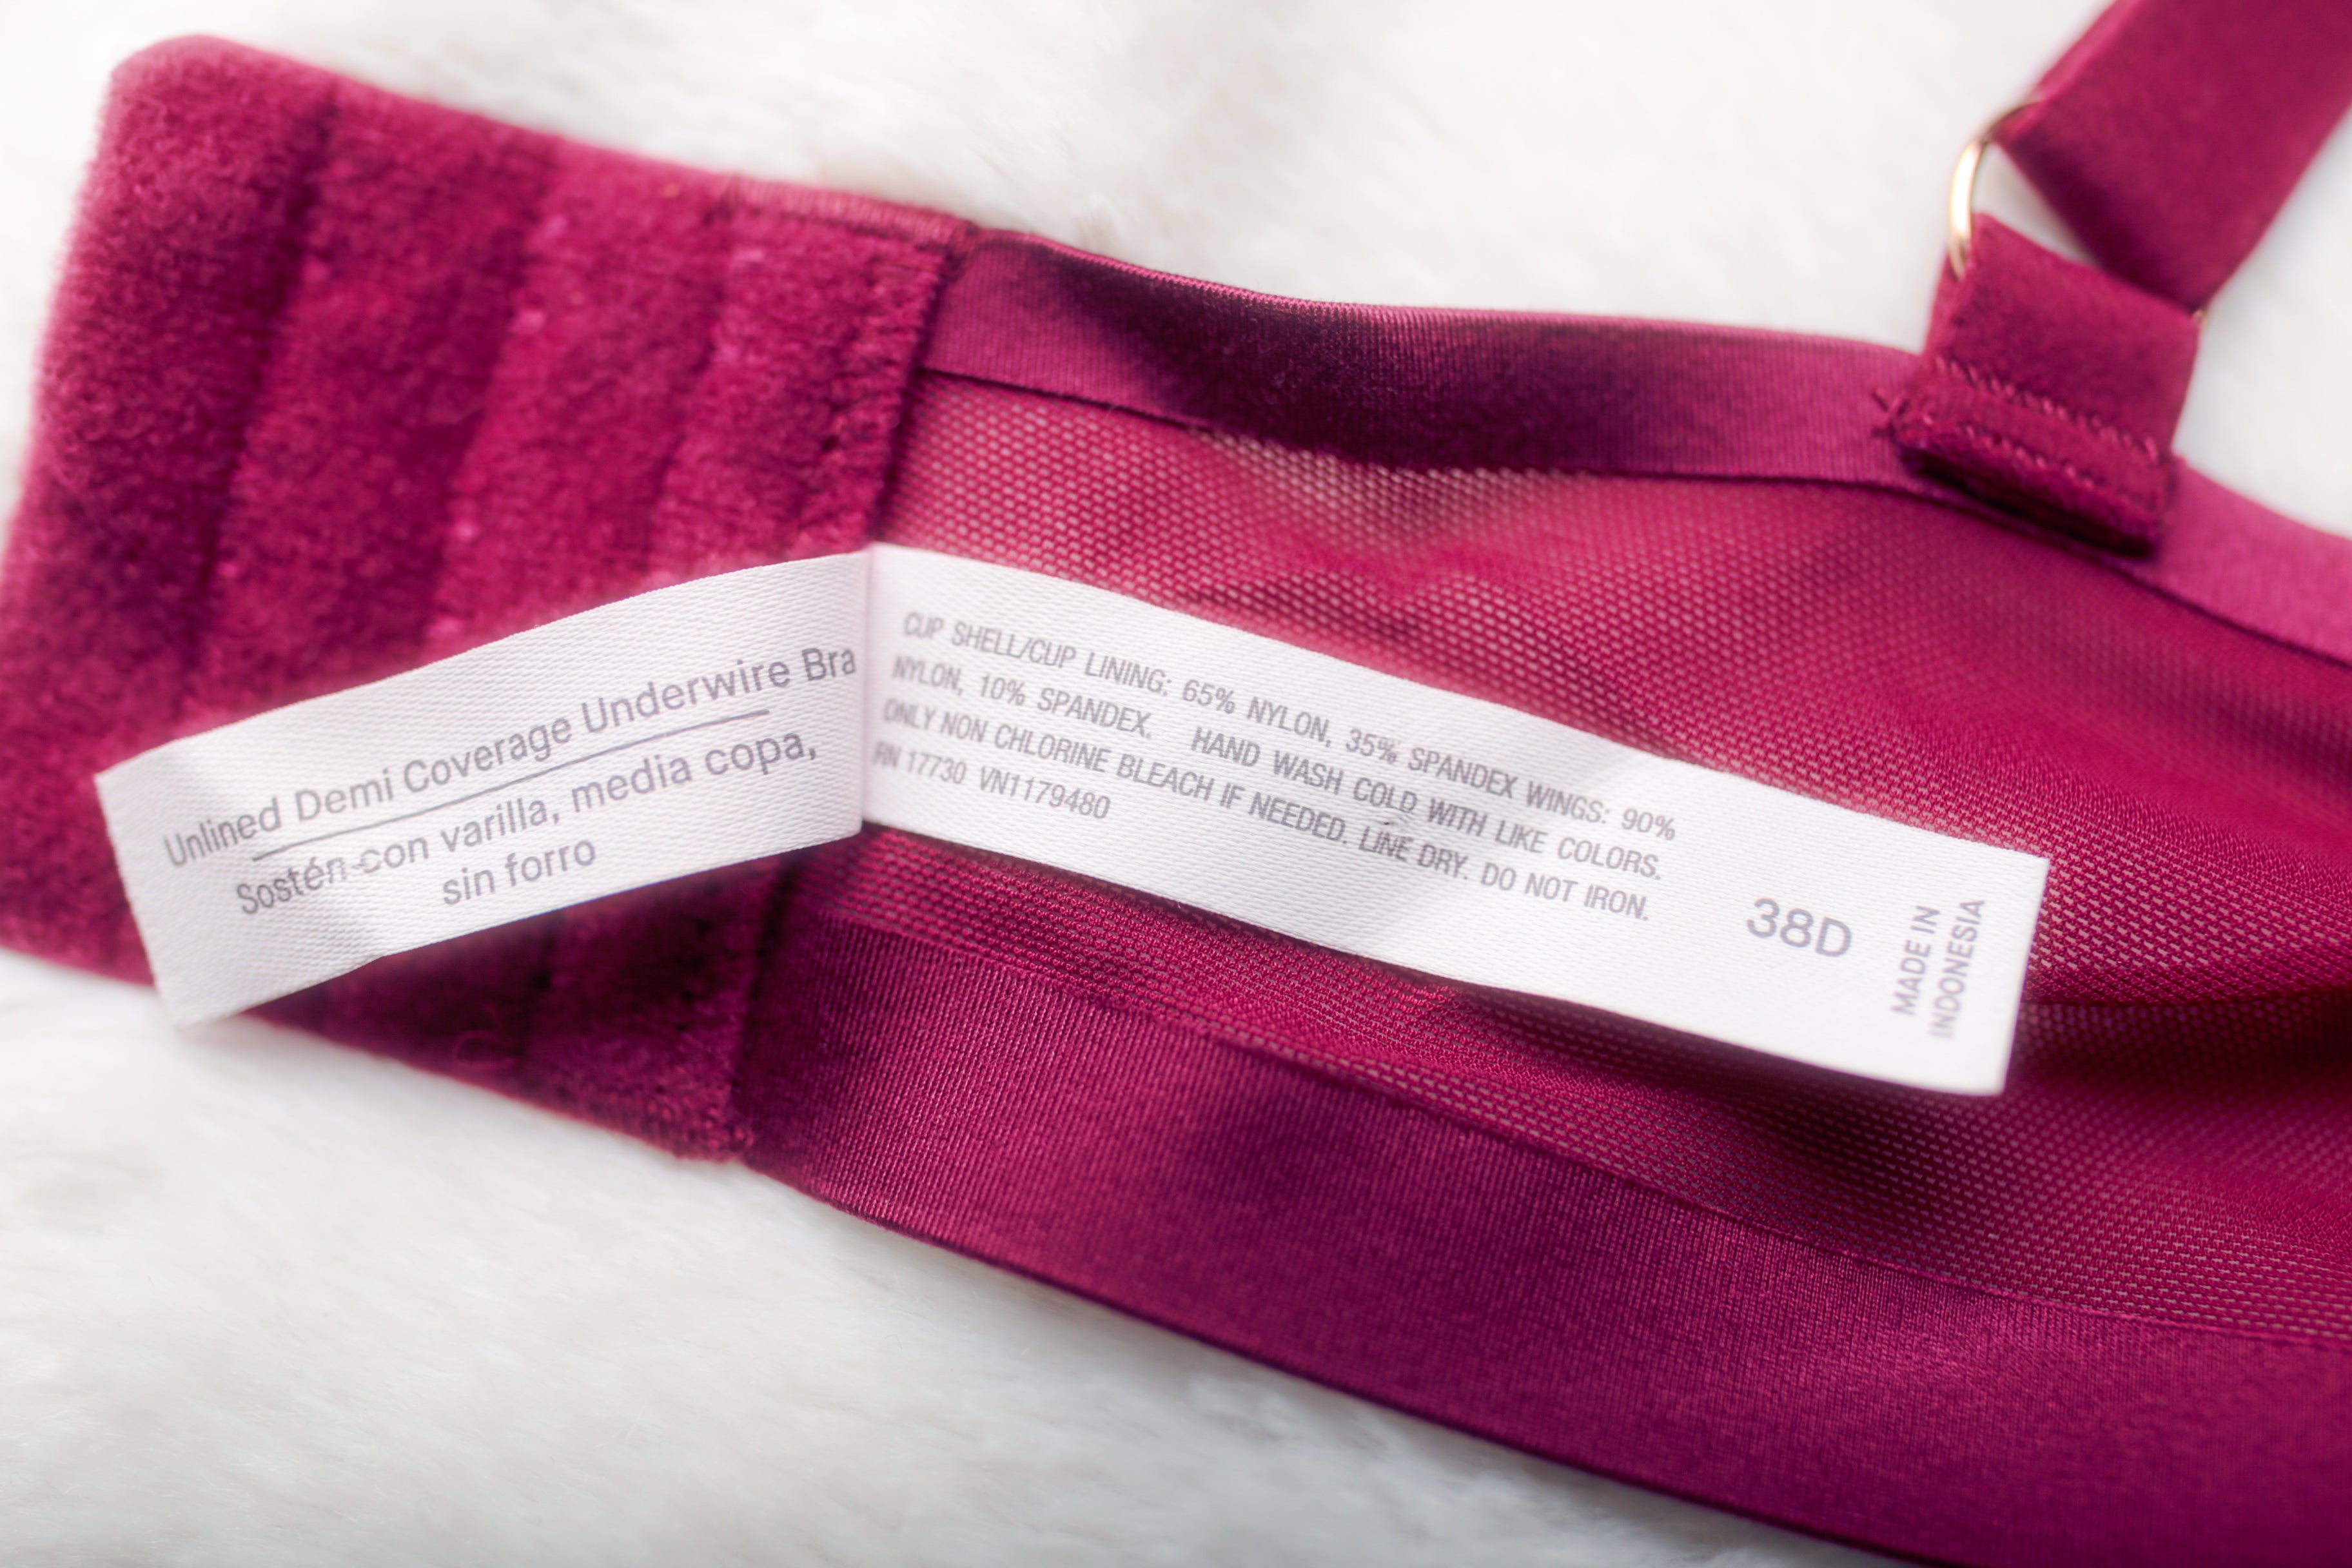 Unlined Demi Coverage Underwire Bra
Sostén con varilla, media copa,
sin forro
CUP SHELL/CUP LINING: 65% NYLON, 35% SPANDEX WINGS: 90%
NYLON, 10% SPANDEX. HAND WASH COLD WITH LIKE COLORS.
ONLY NON CHLORINE BLEACH IF NEEDED. LINE DRY. DO NOT IRON.
RN 17730 VN1179480
38D
MADE IN
INDONESIA